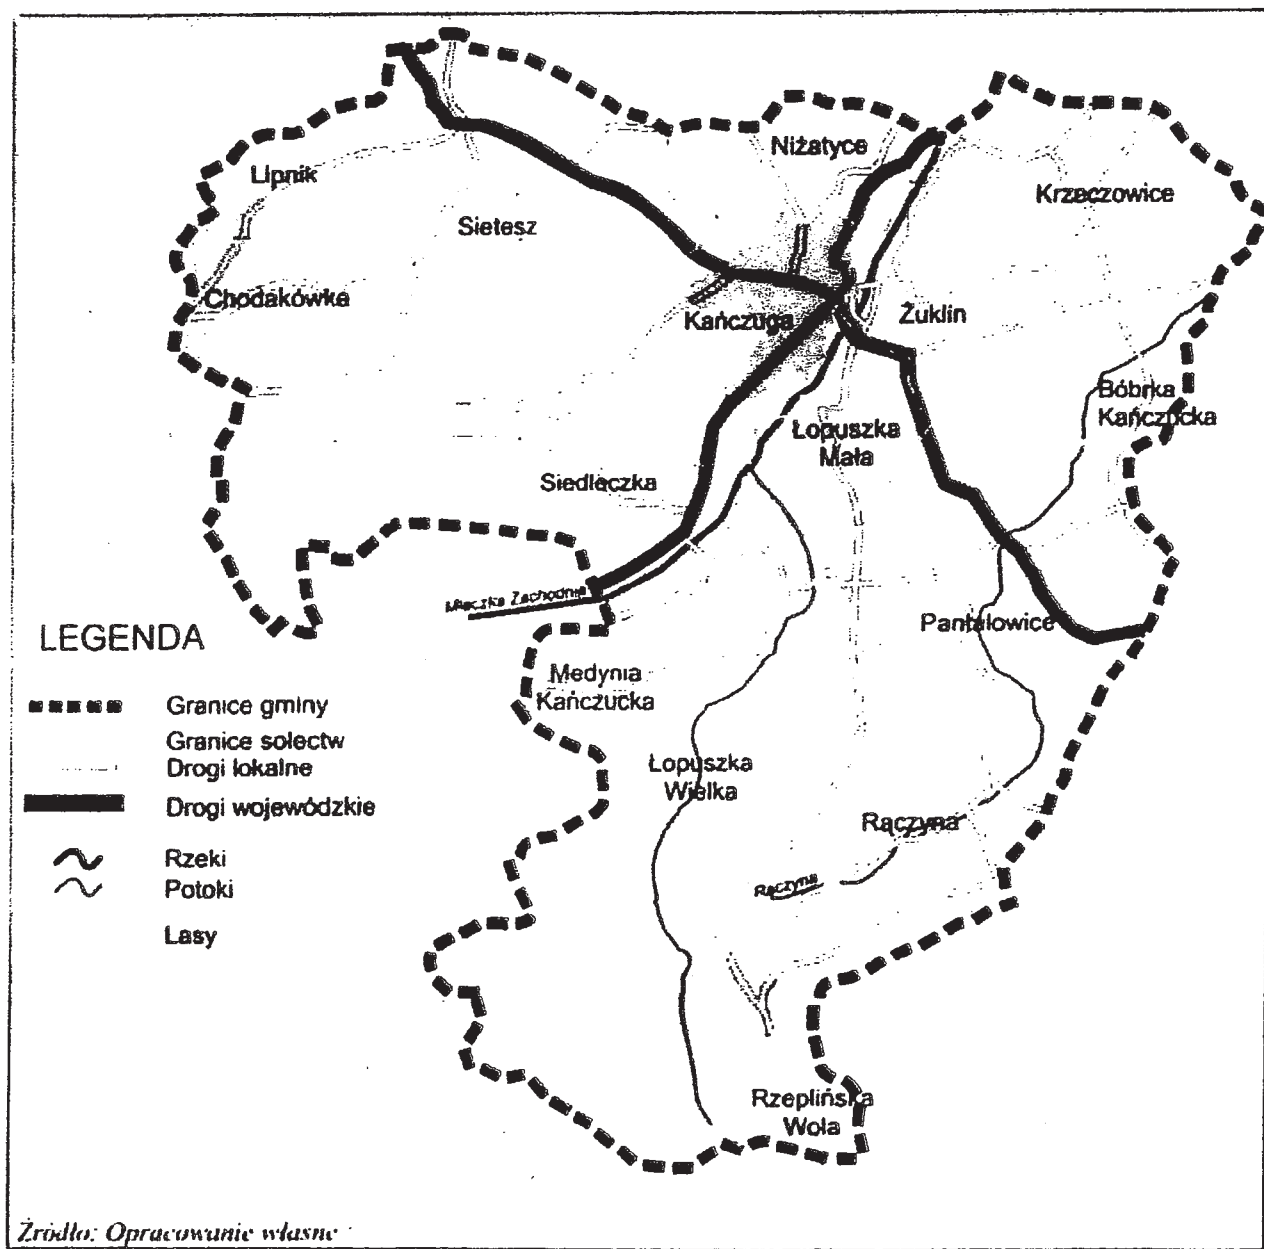 Niżatyce
Lipnik
Krzeczowice
Sietesz
Chodakówka
Kańczuga
Żuklin
Bóbrka
Kańczucka
Łopuszka
Mała
Siedleczka
Mleczka Zachodnia
Pantalowice
LEGENDA
Medynia
Kańczucka
Granice gminy
Granice sołectw
Drogi lokalne
Drogi wojewódzkie
Łopuszka
Wielka
Rączyna
Rzeki
Potoki
Rączyna
Lasy
Rzeplińska
Wola
Źródło: Opracowanie własne